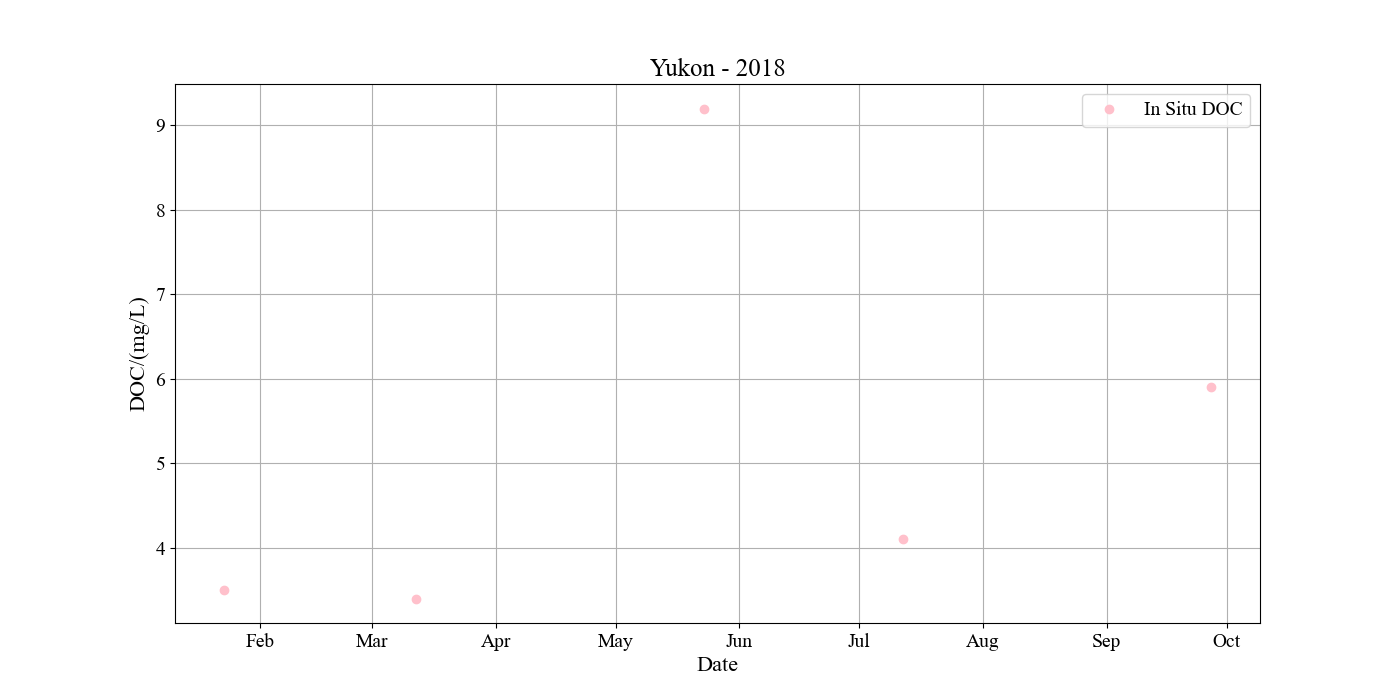 Yukon - 2018
In Situ DOC
DOC/(mg/L)
9
8
7
6
5
4
Feb Mar Apr May Jun Jul Aug Sep Oct
Date